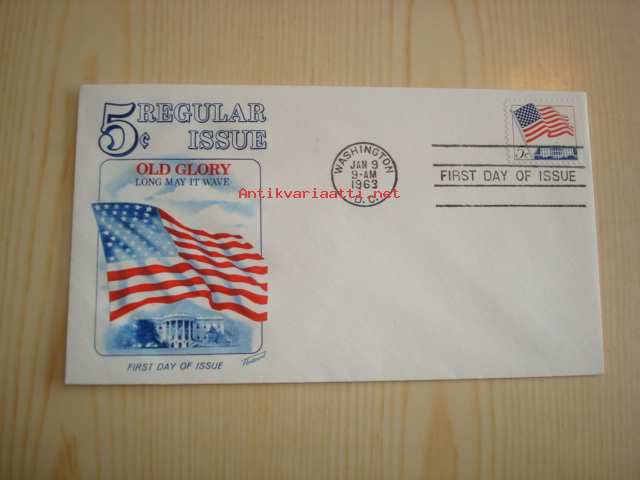 5¢ REGULAR ISSUE
OLD GLORY
LONG MAY IT WAVE
FIRST DAY OF ISSUE
WASHINGTON
JAN 9
9-AM
1963
D.C.
5c
FIRST DAY OF ISSUE
Antikvariaatti.net